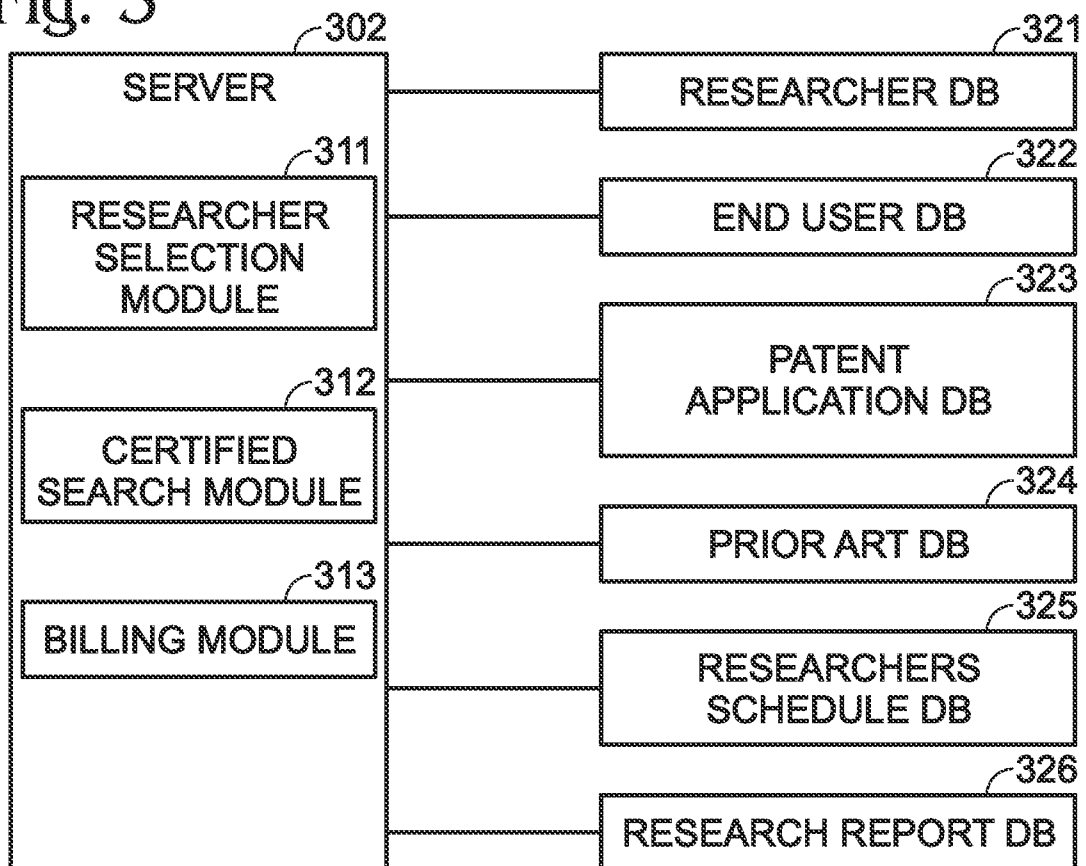 Fig. 3
302
SERVER
311
RESEARCHER
SELECTION
MODULE
312
CERTIFIED
SEARCH MODULE
313
BILLING MODULE
321
RESEARCHER DB
322
END USER DB
323
PATENT
APPLICATION DB
324
PRIOR ART DB
325
RESEARCHERS
SCHEDULE DB
326
RESEARCH REPORT DB